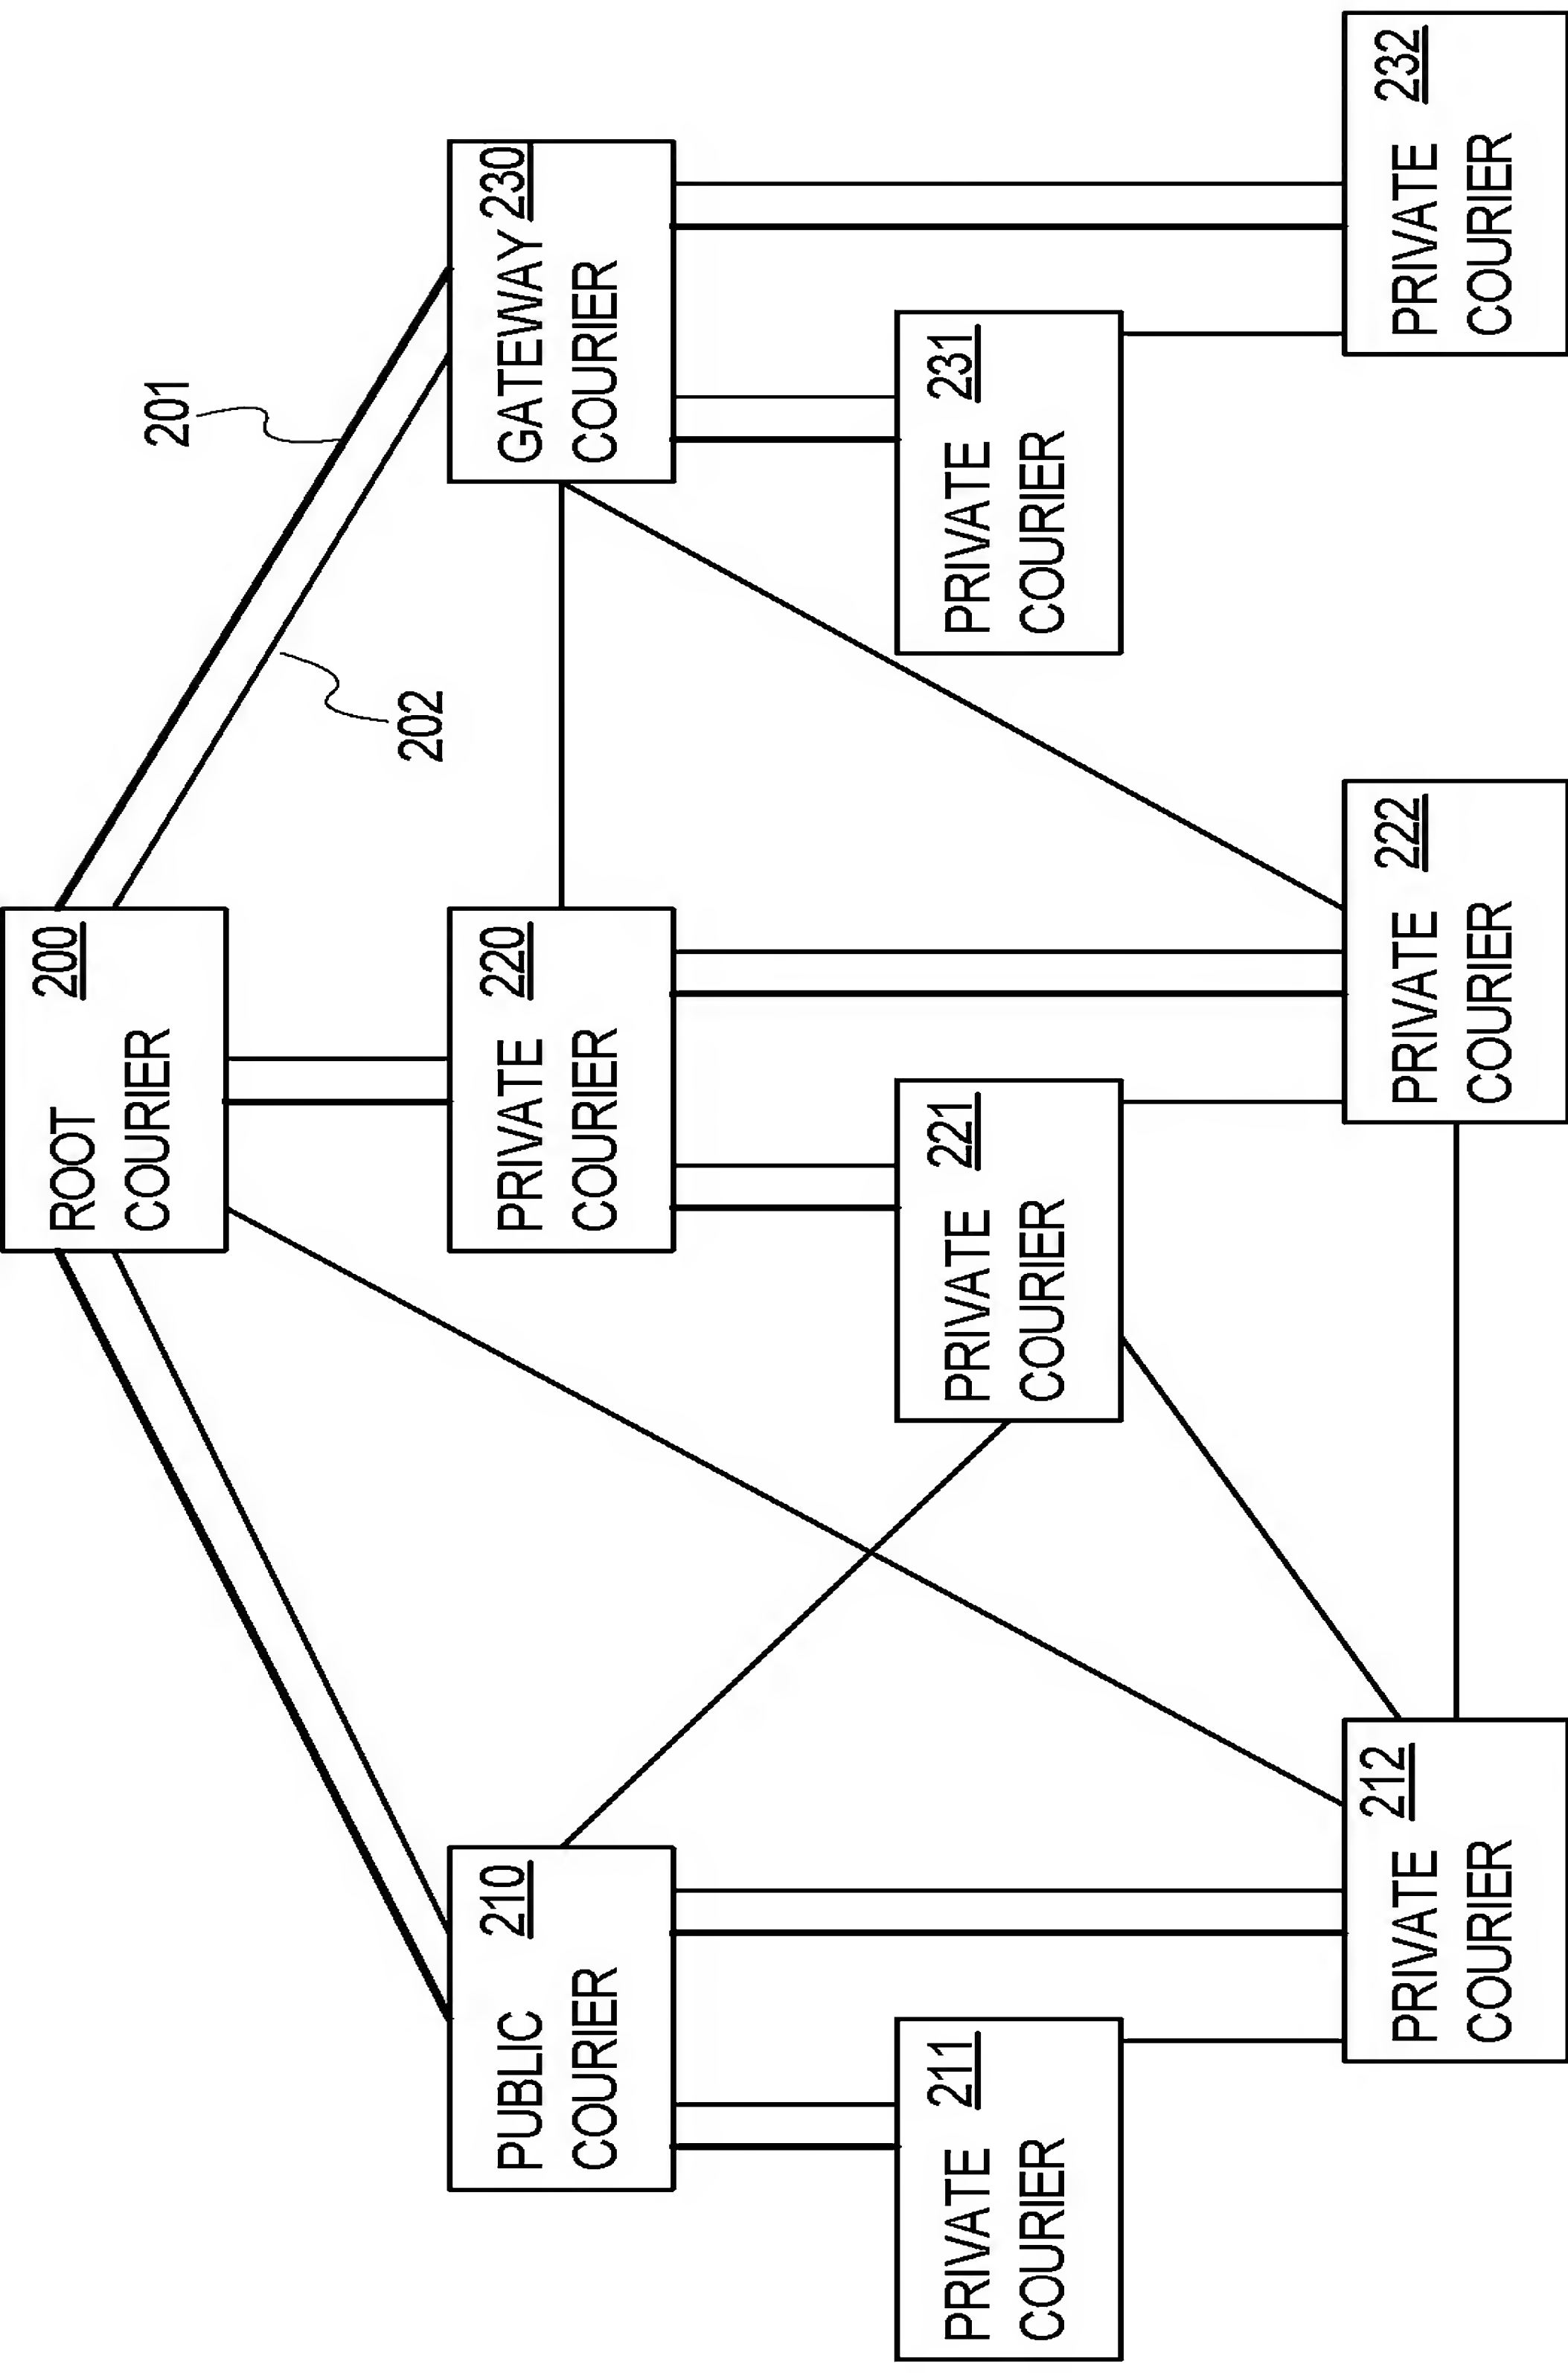 ROOT
COURIER
200
201
202
PUBLIC
COURIER
210
PRIVATE
COURIER
220
GATEWAY
COURIER
230
PRIVATE
COURIER
211
PRIVATE
COURIER
221
PRIVATE
COURIER
231
PRIVATE
COURIER
212
PRIVATE
COURIER
222
PRIVATE
COURIER
232